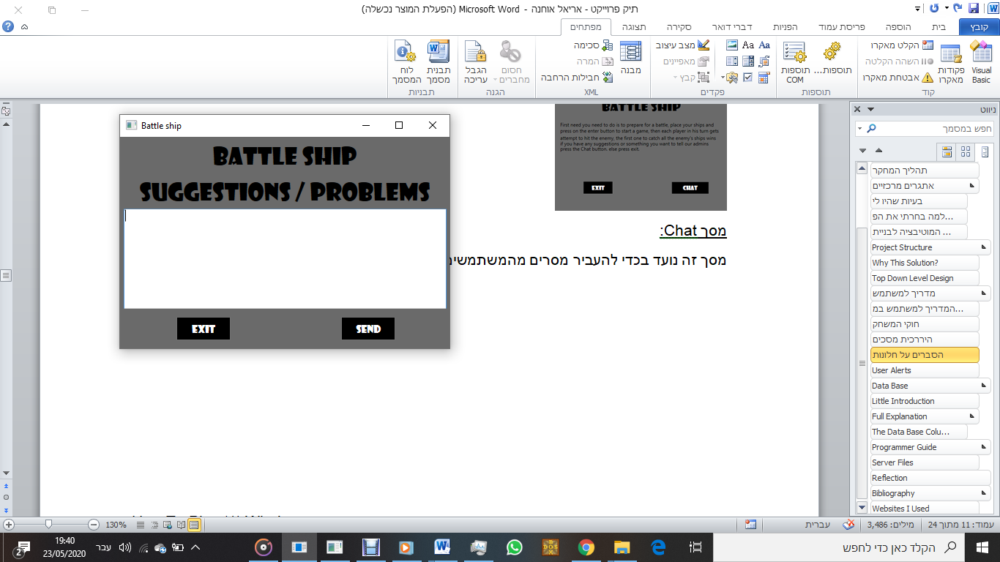 תיק פרוייקט - אריאל אוחנה - Microsoft Word (הפעלת המוצר נכשלה)
קובץ
בית
הוספה
פריסת עמוד
הפניות
דברי דואר
סקירה
תצוגה
מפתחים
Visual Basic
פקודות מאקרו
הקלט מאקרו
השהה הקלטה
אבטחת מאקרו
קוד
תוספות...
תוספות COM
תוספות
Aa Aa
מצב עיצוב
מאפיינים
קבץ
פקדים
מבנה
סכימה
המרה
חבילות הרחבה
XML
חסום מחברים
הגבל עריכה
הגנה
תבנית מסמך
לוח המסמך
תבניות
ניווט
חפש במסמך
תהליך המחקר
אתגרים מרכזיים
בעיות שהיו לי
למה בחרתי את הפ...
המוטיבציה לבניית ...
Project Structure
Why This Solution?
Top Down Level Design
מדריך למשתמש
המדריך למשתמש במ...
חוקי המשחק
היררכית מסכים
הסברים על חלונות
User Alerts
Data Base
Little Introduction
Full Explanation
The Data Base Colu...
Programmer Guide
Server Files
Reflection
Bibliography
Websites I Used
BATTLE SHIP
First need you need to do is to prepare for a battle, place your ships and
press on the enter button to start a game, then each player in his turn gets
attempt to hit the enemy, the first one to catch all the enemy's ships wins
if you have any suggestions or something you want to tell our admins
press the Chat button. else press exit.
EXIT
CHAT
מסך Chat:
מסך זה נועד בכדי להעביר מסרים מהמשתמשים
Battle ship
BATTLE SHIP
SUGGESTIONS / PROBLEMS
EXIT
SEND
עמוד: 11 מתוך 24
מילים: 3,486
עברית
130%
הקלד כאן כדי לחפש
עבר
19:40
23/05/2020
2